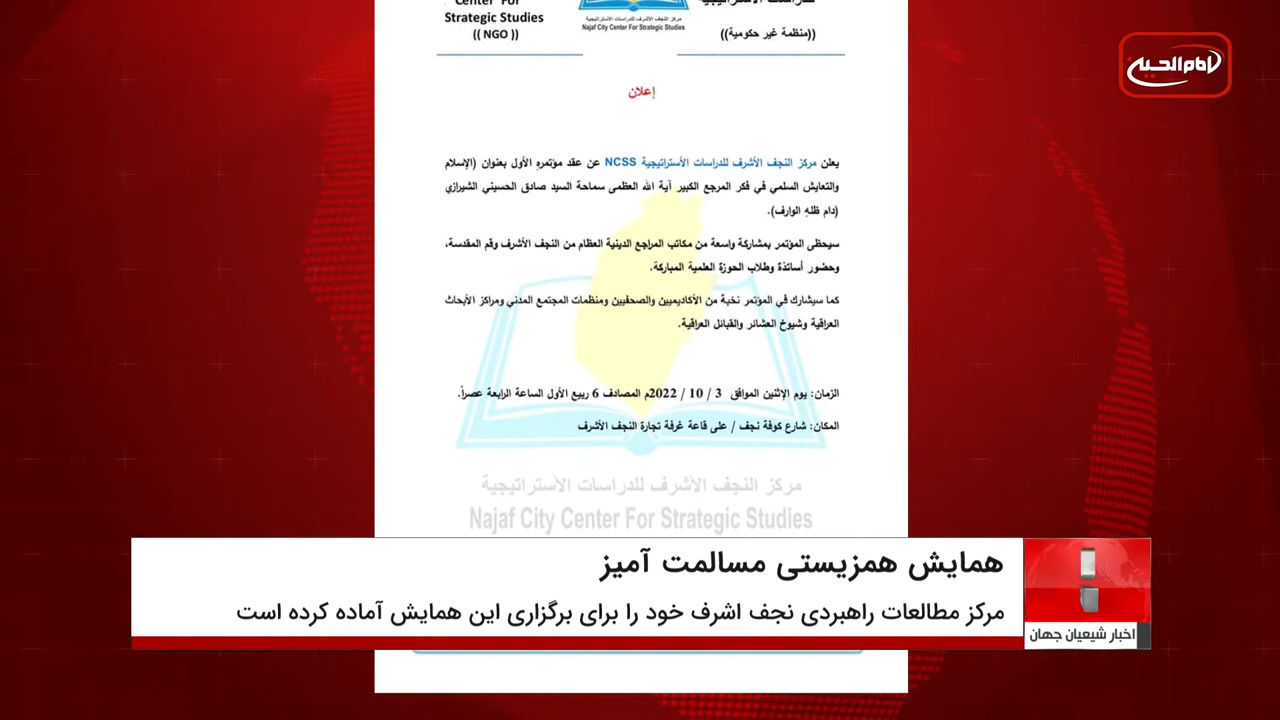 Center For
Strategic Studies
(( NGO ))
مركز النجف الأشرف للدراسات الأستراتيجية
Najaf City Center For Strategic Studies
للدراسات الأستراتيجية
((منظمة غير حكومية))
امام الحسین
إعلان
يعلن مركز النجف الأشرف للدراسات الأستراتيجية NCSS عن عقد مؤتمرهِ الأول بعنوان (الإسلام
والتعايش السلمي في فكر المرجع الكبير آية الله العظمى سماحة السيد صادق الحسيني الشيرازي
(دام ظلهِ الوارف).
سيحظى المؤتمر بمشاركة واسعة من مكاتب المراجع الدينية العظام من النجف الأشرف وقم المقدسة،
وحضور أساتذة وطلاب الحوزة العلمية المباركة.
كما سيشارك في المؤتمر نخبة من الأكاديميين والصحفيين ومنظمات المجتمع المدني ومراكز الأبحاث
العراقية وشيوخ العشائر والقبائل العراقية.
الزمان: يوم الإثنين الموافق 3 / 10 / 2022م المصادف 6 ربيع الأول الساعة الرابعة عصراً.
المكان: شارع كوفة نجف / على قاعة غرفة تجارة النجف الأشرف
مركز النجف الأشرف للدراسات الأستراتيجية
Najaf City Center For Strategic Studies
همایش همزیستی مسالمت آمیز
مرکز مطالعات راهبردی نجف اشرف خود را برای برگزاری این همایش آماده کرده است
اخبار شیعیان جهان